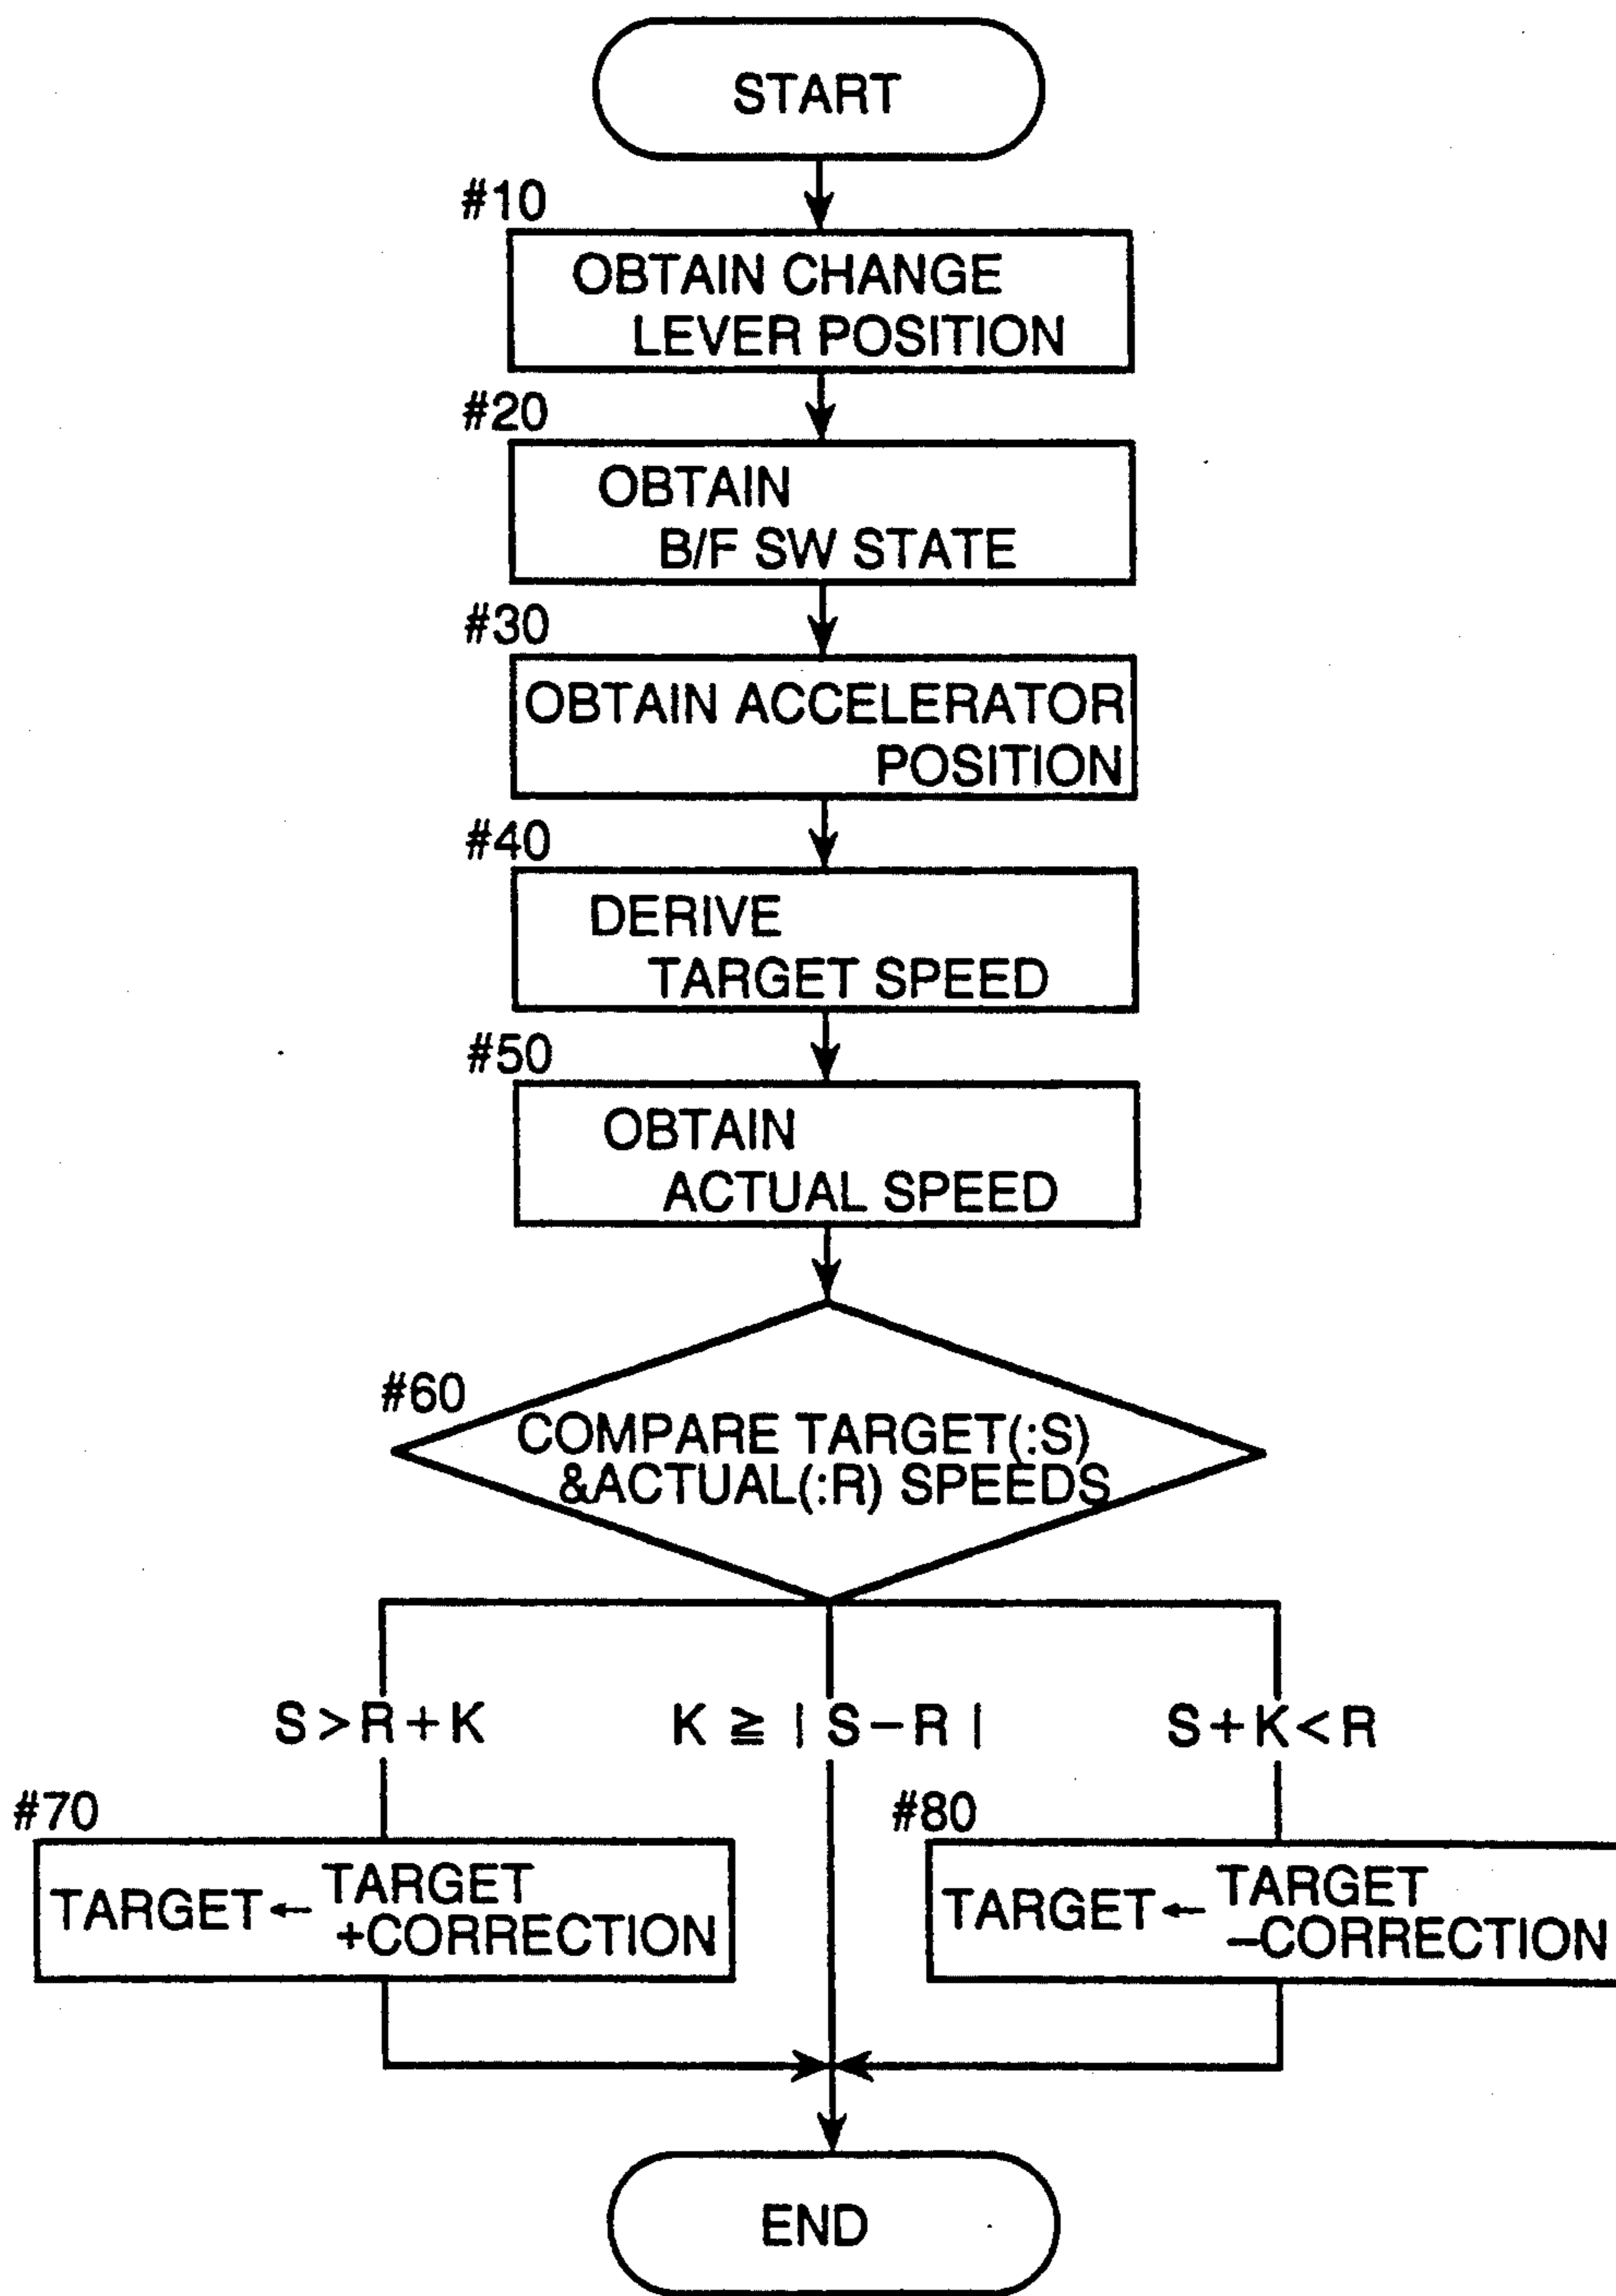 START
#10
OBTAIN CHANGE
LEVER POSITION
#20
OBTAIN
B/F SW STATE
#30
OBTAIN ACCELERATOR
POSITION
#40
DERIVE
TARGET SPEED
#50
OBTAIN
ACTUAL SPEED
#60
COMPARE TARGET(:S)
&ACTUAL(:R) SPEEDS
S>R+K
K ≧ | S−R |
S+K<R
#70
TARGET← TARGET
+CORRECTION
#80
TARGET← TARGET
−CORRECTION
END